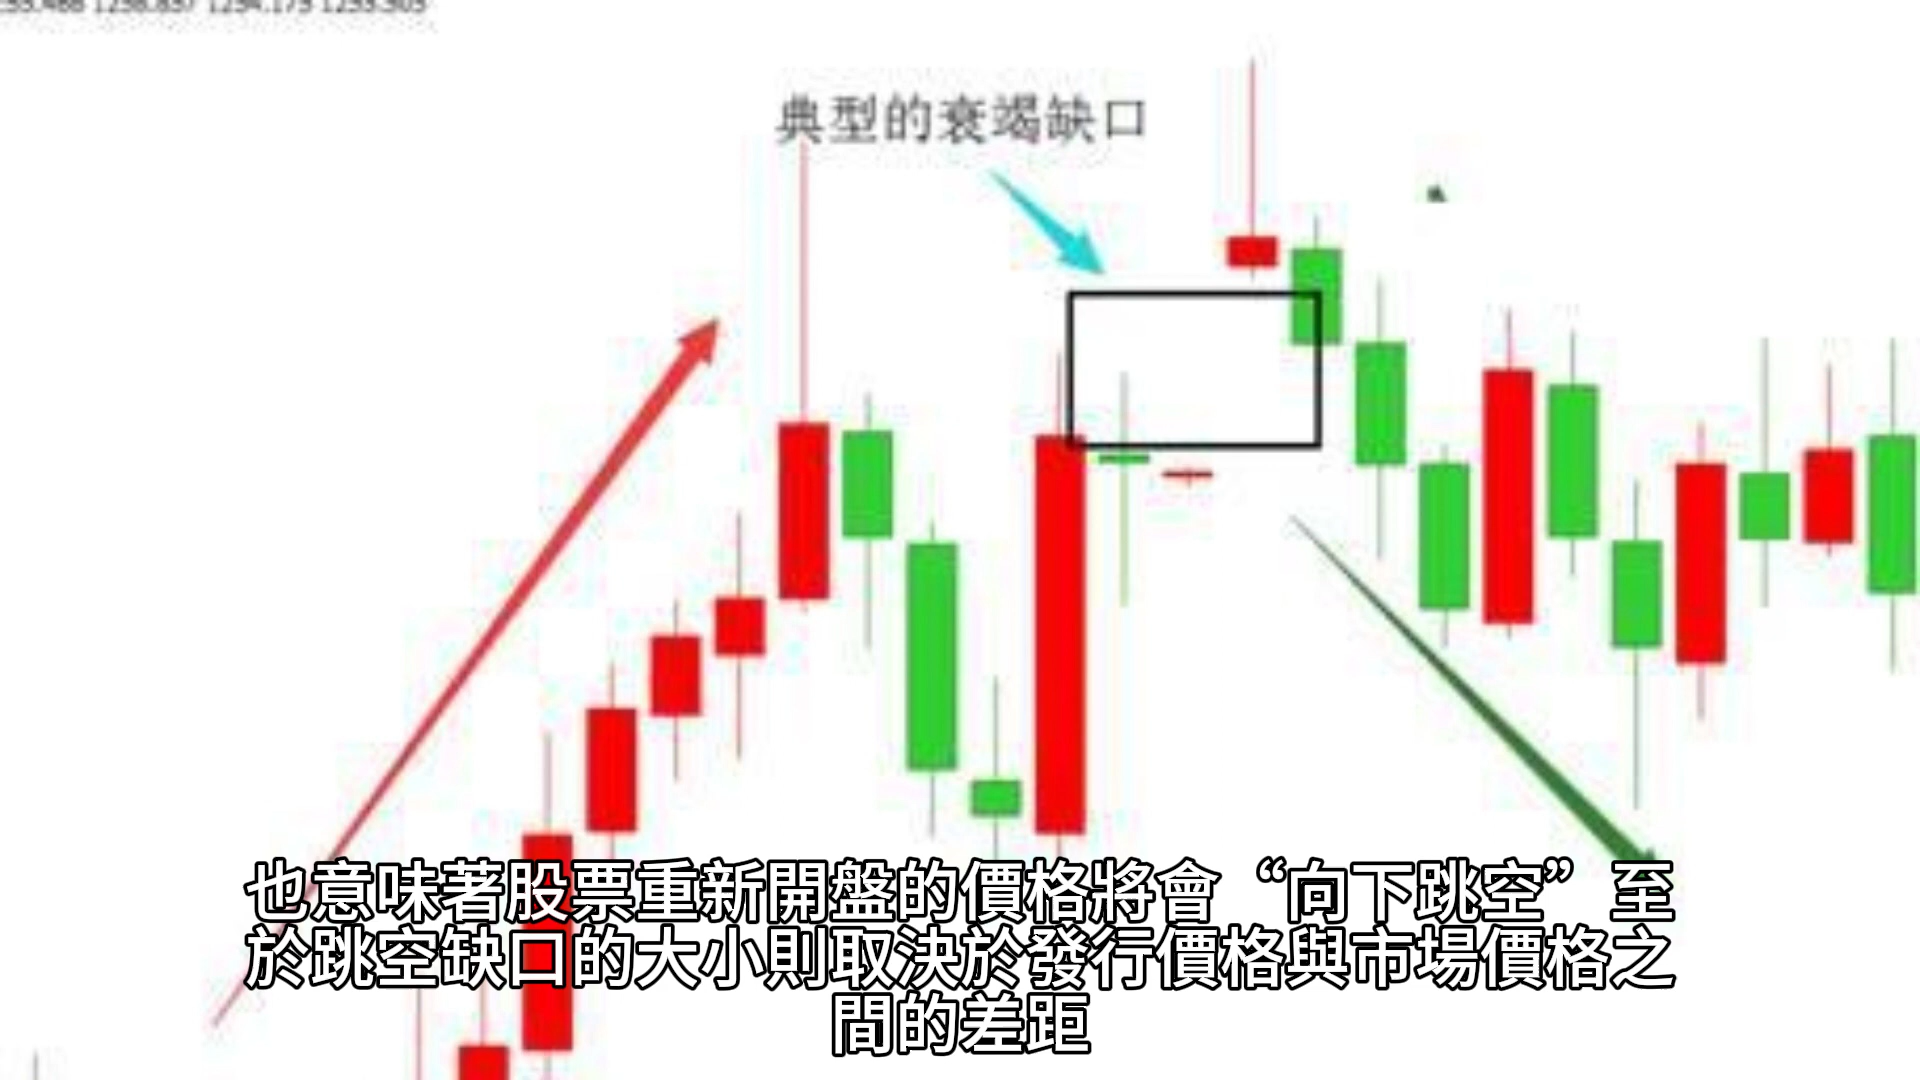 典型的衰竭缺口
也意味著股票重新開盤的價格將會“向下跳空”至
於跳空缺口的大小則取決於發行價格與市場價格之
間的差距